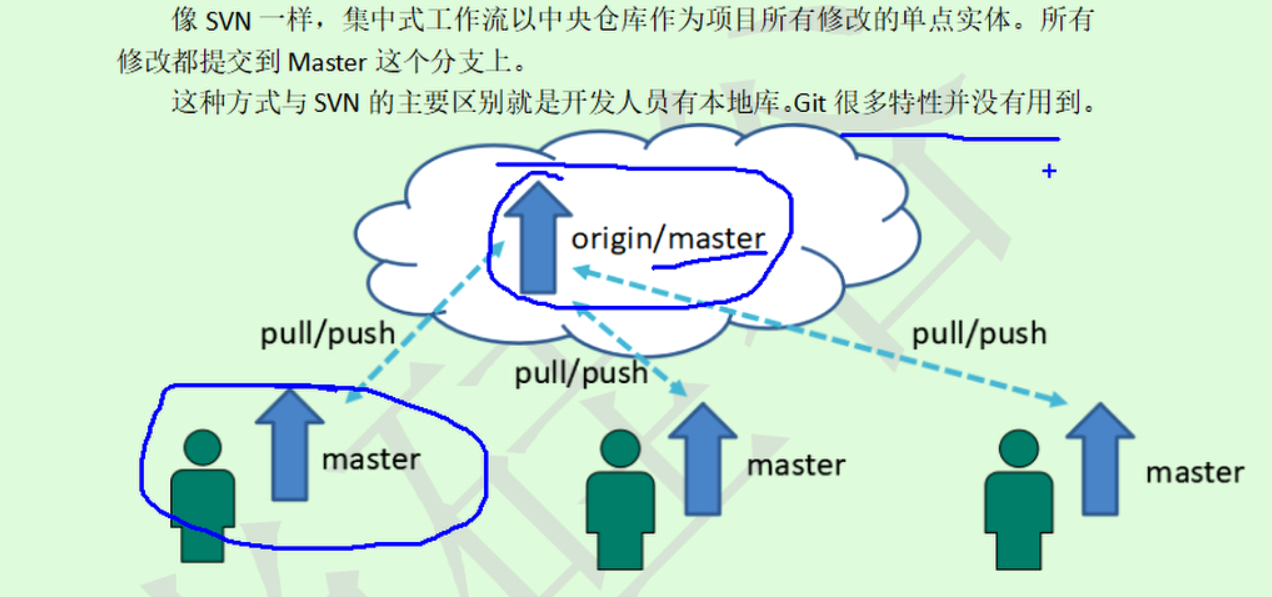 像 SVN 一样，集中式工作流以中央仓库作为项目所有修改的单点实体。所有
修改都提交到 Master 这个分支上。
这种方式与 SVN 的主要区别就是开发人员有本地库。Git 很多特性并没有用到。
origin/master
pull/push
pull/push
pull/push
master
master
master